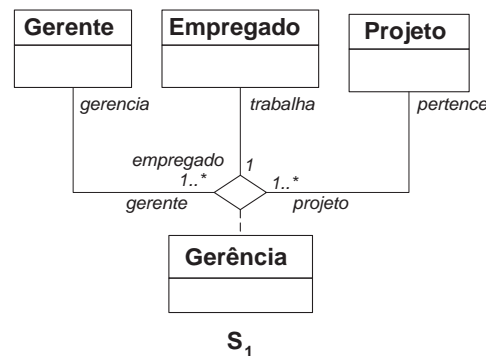 Gerente Empregado Projeto
gerencia trabalha pertence
empregado 1
1..* 1..*
gerente projeto
Gerência
S1